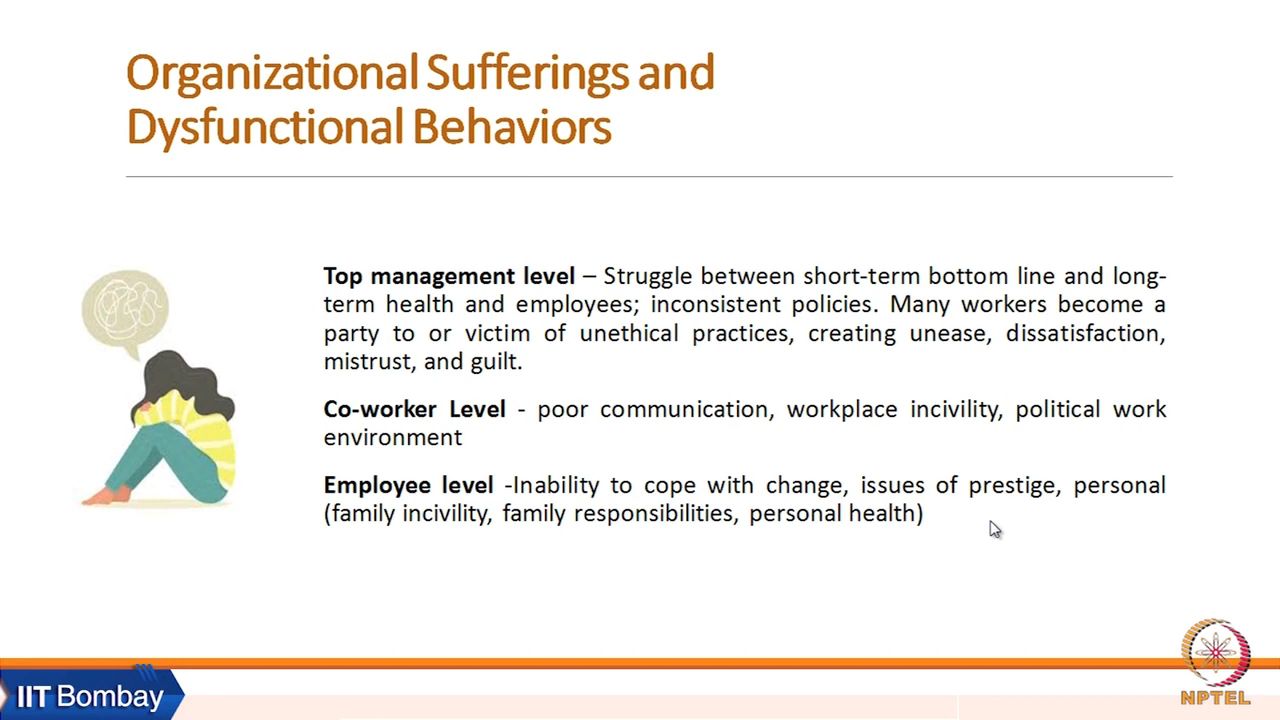 Organizational Sufferings and
Dysfunctional Behaviors
Top management level – Struggle between short-term bottom line and long-
term health and employees; inconsistent policies. Many workers become a
party to or victim of unethical practices, creating unease, dissatisfaction,
mistrust, and guilt.
Co-worker Level - poor communication, workplace incivility, political work
environment
Employee level -Inability to cope with change, issues of prestige, personal
(family incivility, family responsibilities, personal health)
IIT Bombay
NPTEL